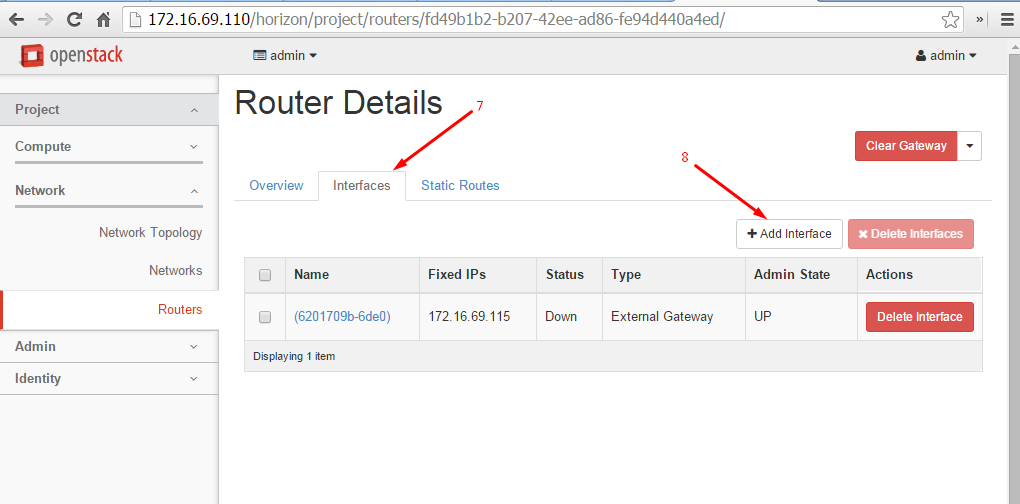 172.16.69.110/horizon/project/routers/fd49b1b2-b207-42ee-ad86-fe94d440a4ed/
»
openstack
admin
admin
Project
Compute
Network
Network Topology
Networks
Routers
Admin
Identity
Router Details
7
Clear Gateway
8
Overview Interfaces Static Routes
+ Add Interface
✖ Delete Interfaces
Name Fixed IPs Status Type Admin State Actions
(6201709b-6de0) 172.16.69.115 Down External Gateway UP Delete Interface
Displaying 1 item